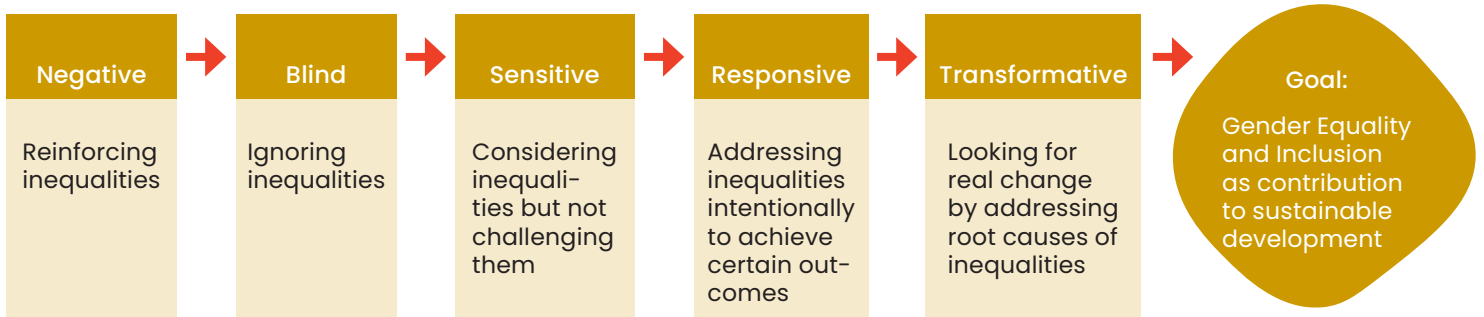 Negative
Reinforcing
inequalities
Blind
Ignoring
inequalities
Sensitive
Considering
inequali-
ties but not
challenging
them
Responsive
Addressing
inequalities
intentionally
to achieve
certain out-
comes
Transformative
Looking for
real change
by addressing
root causes of
inequalities
Goal:
Gender Equality
and Inclusion
as contribution
to sustainable
development